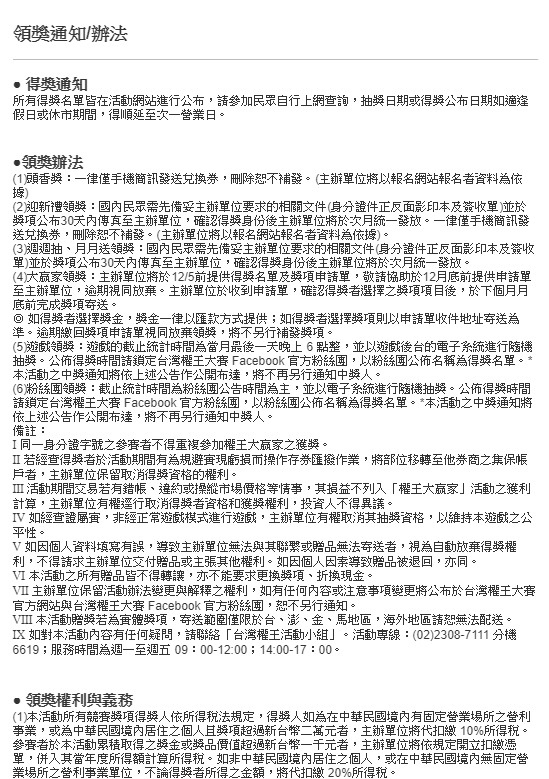 領獎通知/辦法
● 得獎通知
所有得獎名單皆在活動網站進行公布，請參加民眾自行上網查詢，抽獎日期或得獎公布日期如適逢
假日或休市期間，得順延至次一營業日。
●領獎辦法
(1)頭香獎：一律僅手機簡訊發送兌換券，刪除恕不補發。(主辦單位將以報名網站報名者資料為依
據)
(2)迎新禮領獎：國內民眾需先備妥主辦單位要求的相關文件(身分證件正反面影印本及簽收單)並於
獎項公布30天內傳真至主辦單位，確認得獎身份後主辦單位將於次月統一發放。一律僅手機簡訊發
送兌換券，刪除恕不補發。(主辦單位將以報名網站報名者資料為依據)
(3)週週抽、月月送領獎：國內民眾需先備妥主辦單位要求的相關文件(身分證件正反面影印本及簽收
單)並於獎項公布30天內傳真至主辦單位，確認得獎身份後主辦單位將於次月統一發放。
(4)大贏家領獎：主辦單位將於12/5前提供得獎名單及獎項申請單，敬請協助於12月底前提供申請單
至主辦單位，逾期視同放棄。主辦單位於收到申請單，確認得獎者選擇之獎項項目後，於下個月月
底前完成獎項寄送。
◎ 如得獎者選擇獎金，獎金一律以匯款方式提供；如得獎者選擇獎項則以申請單收件地址寄送為
準。逾期繳回獎項申請單視同放棄領獎，將不另行補發獎項。
(5)遊戲領獎：遊戲的截止統計時間為當月最後一天晚上 6 點整，並以遊戲後台的電子系統進行隨機
抽獎。公佈得獎時間請鎖定台灣權王大賽 Facebook 官方粉絲團，以粉絲團公佈名稱為得獎名單。*
本活動之中獎通知將依上述公告作公開布達，將不再另行通知中獎人。
(6)粉絲團領獎：截止統計時間為粉絲團公告時間為主，並以電子系統進行隨機抽獎。公佈得獎時間
請鎖定台灣權王大賽 Facebook 官方粉絲團，以粉絲團公佈名稱為得獎名單。*本活動之中獎通知將
依上述公告作公開布達，將不再另行通知中獎人。
備註：
I 同一身分證字號之參賽者不得重複參加權王大贏家之獲獎。
II 若經查得獎者於活動期間有為規避實現虧損而操作存券匯撥作業，將部位移轉至他券商之集保帳
戶者，主辦單位保留取消得獎資格的權利。
III 活動期間交易若有錯帳、違約或操縱市場價格等情事，其損益不列入「權王大贏家」活動之獲利
計算，主辦單位有權逕行取消得獎者資格和獲獎權利，投資人不得異議。
IV 如經查證屬實，非經正常遊戲模式進行遊戲，主辦單位有權取消其抽獎資格，以維持本遊戲之公
平性。
V 如因個人資料填寫有誤，導致主辦單位無法與其聯繫或贈品無法寄送者，視為自動放棄得獎權
利，不得請求主辦單位交付贈品或主張其他權利。如因個人因素導致贈品被退回，亦同。
VI 本活動之所有贈品皆不得轉讓，亦不能要求更換獎項、折換現金。
VII 主辦單位保留活動辦法變更與解釋之權利，如有任何內容或注意事項變更將公布於台灣權王大賽
官方網站與台灣權王大賽 Facebook 官方粉絲團，恕不另行通知。
VIII 本活動贈獎若為實體獎項，寄送範圍僅限於台、澎、金、馬地區，海外地區請恕無法配送。
IX 如對本活動內容有任何疑問，請聯絡「台灣權王活動小組」。活動專線：(02)2308-7111 分機
6619；服務時間為週一至週五 09：00-12:00；14:00-17：00。
● 領獎權利與義務
(1)本活動所有競賽獎項得獎人依所得稅法規定，得獎人如為在中華民國境內有固定營業場所之營利
事業，或為中華民國境內居住之個人且獎項超過新台幣二萬元者，主辦單位將代扣繳 10%所得稅。
參賽者於本活動累積取得之獎金或獎品價值超過新台幣一千元者，主辦單位將依規定開立扣繳憑
單，併入其當年度所得額計算所得稅。如非中華民國境內居住之個人，或在中華民國境內無固定營
業場所之營利事業單位，不論得獎者所得之金額，將代扣繳 20%所得稅。